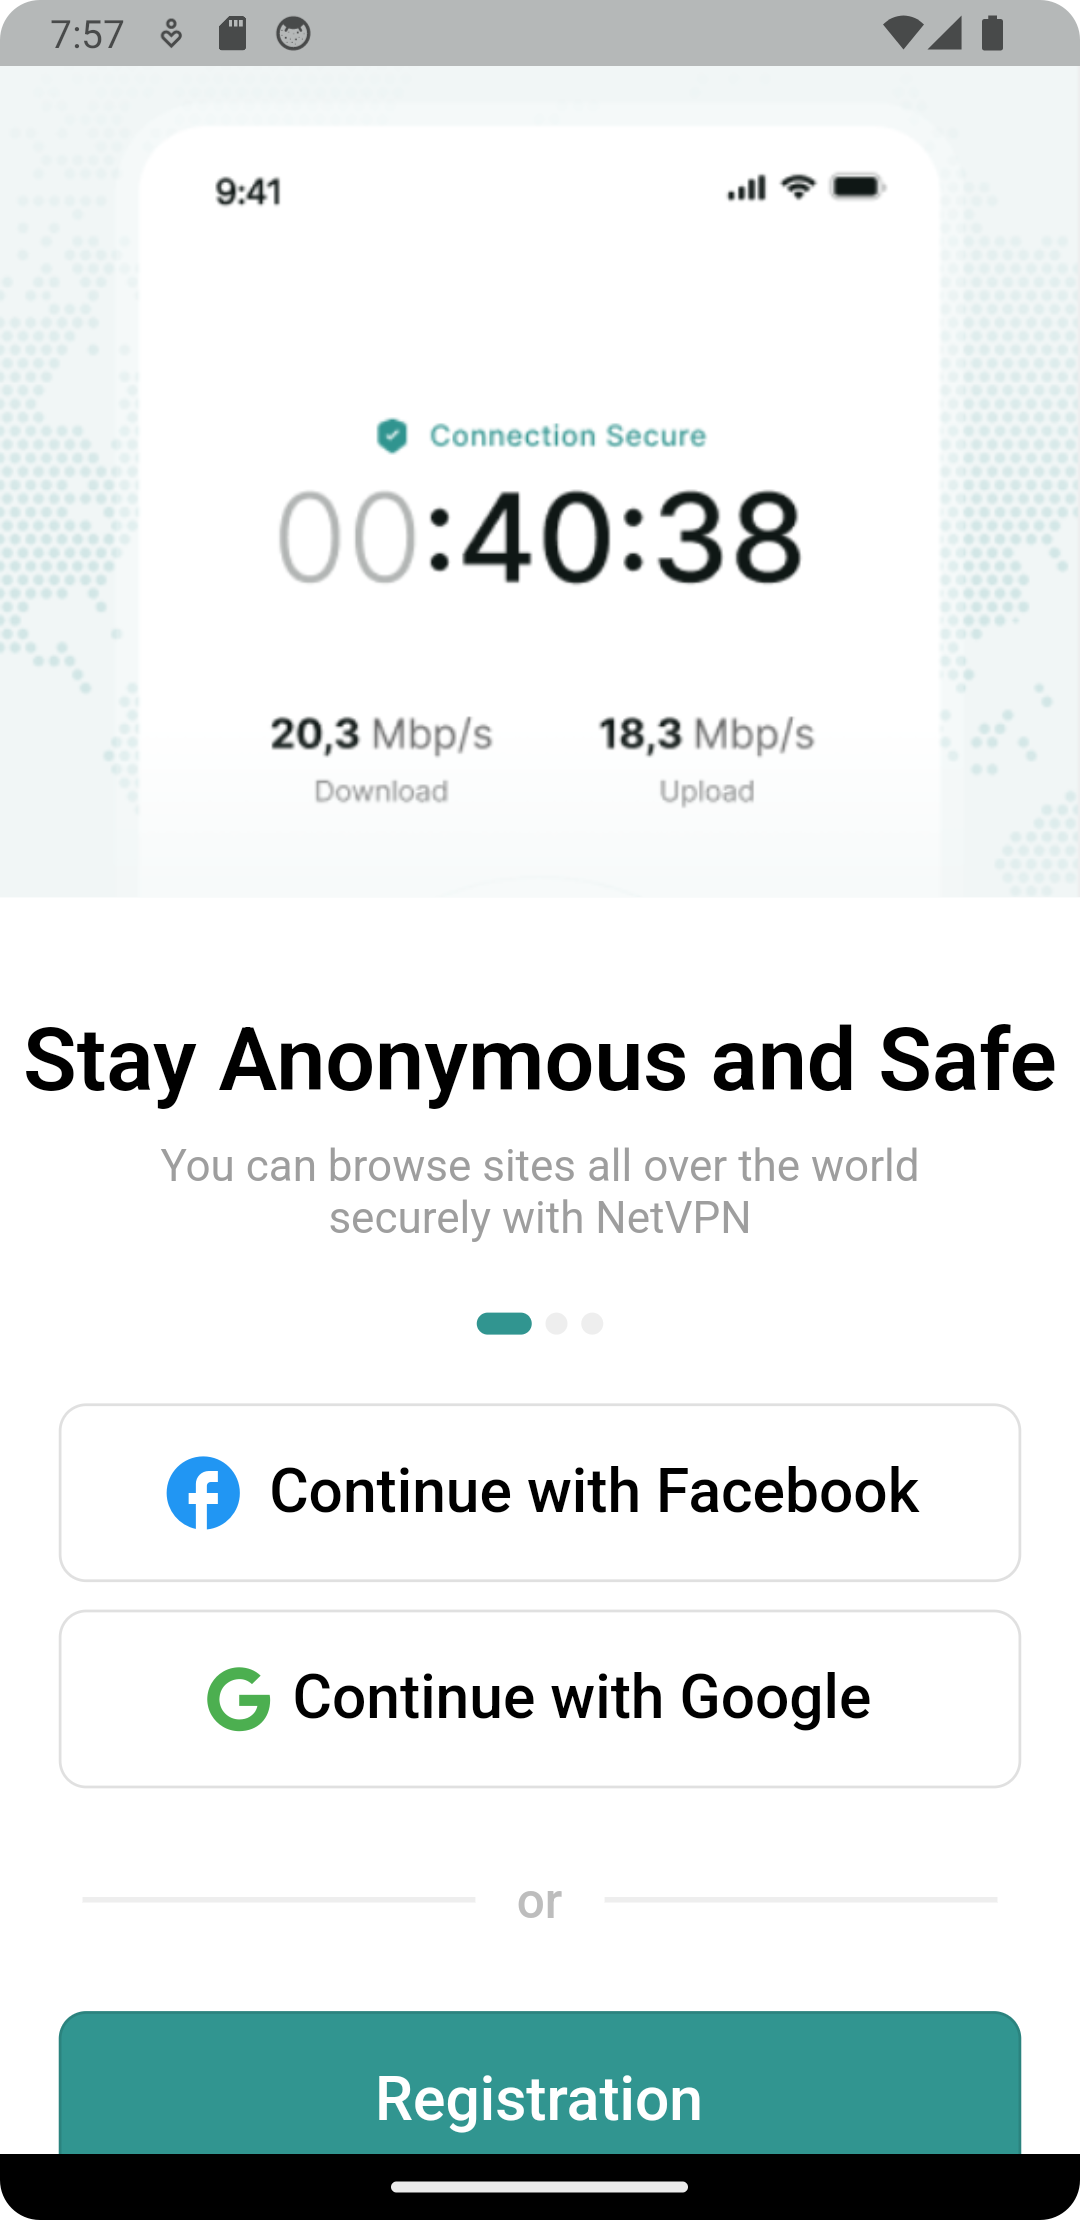 7:57
9:41
Connection Secure
00:40:38
20,3 Mbp/s 18,3 Mbp/s
Download Upload
Stay Anonymous and Safe
You can browse sites all over the world
securely with NetVPN
Continue with Facebook
Continue with Google
or
Registration